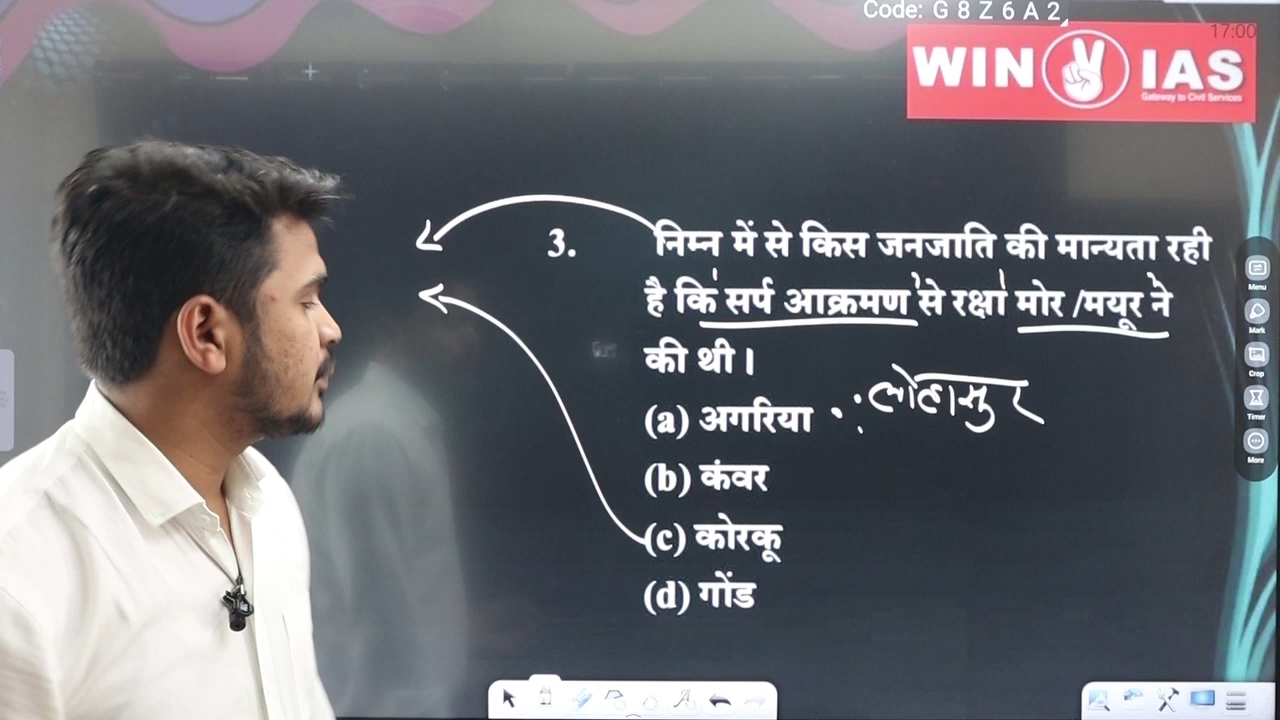 Code: G 8 Z 6 A 2
17:00
WIN IAS
Gateway to Civil Services
3. निम्न में से किस जनजाति की मान्यता रही
है कि सर्प आक्रमण से रक्षा मोर /मयूर ने
की थी।
(a) अगरिया लोहासुर
(b) कंवर
(c) कोरकू
(d) गोंड
Menu
Mark
Crop
Timer
More